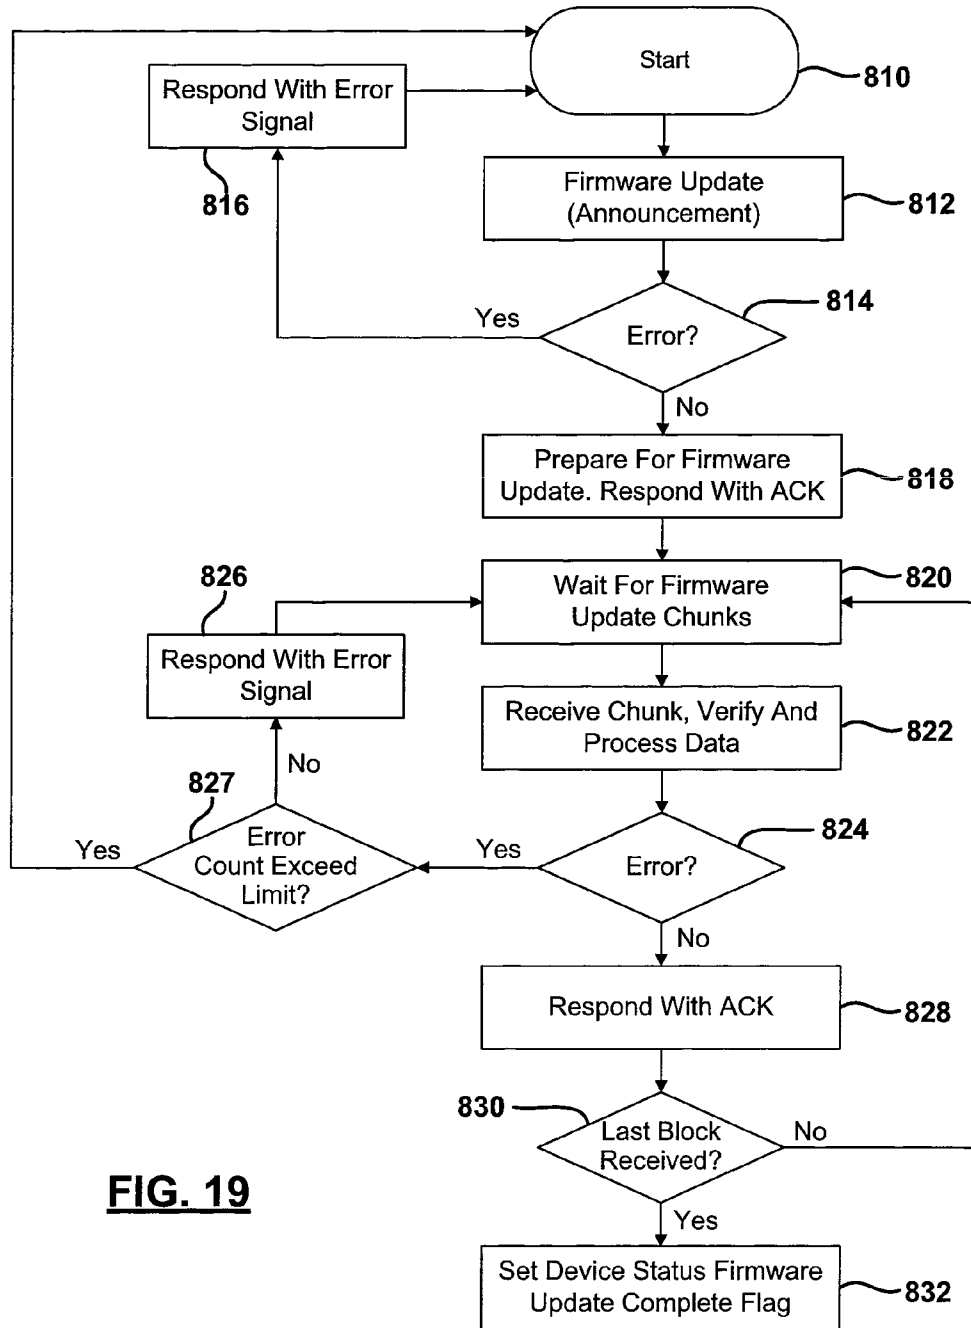 Start
810
Respond With Error
Signal
816
Firmware Update
(Announcement)
812
814
Yes
Error?
No
Prepare For Firmware
Update. Respond With ACK
818
826
Wait For Firmware
Update Chunks
820
Respond With Error
Signal
Receive Chunk, Verify And
Process Data
822
No
827
824
Yes
Error
Count Exceed
Limit?
Yes
Error?
No
Respond With ACK
828
830
Last Block
Received?
No
FIG. 19
Yes
Set Device Status Firmware
Update Complete Flag
832